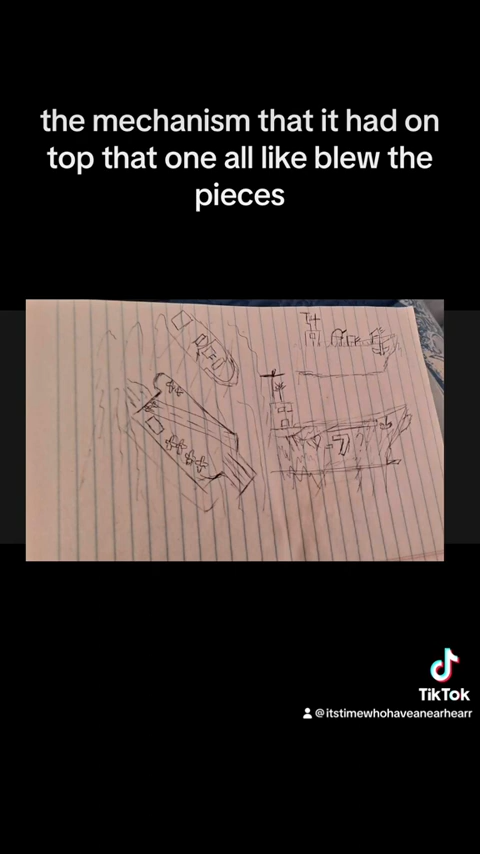 the mechanism that it had on
top that one all like blew the
pieces
TikTok
@itstimewhohaveanearhearr